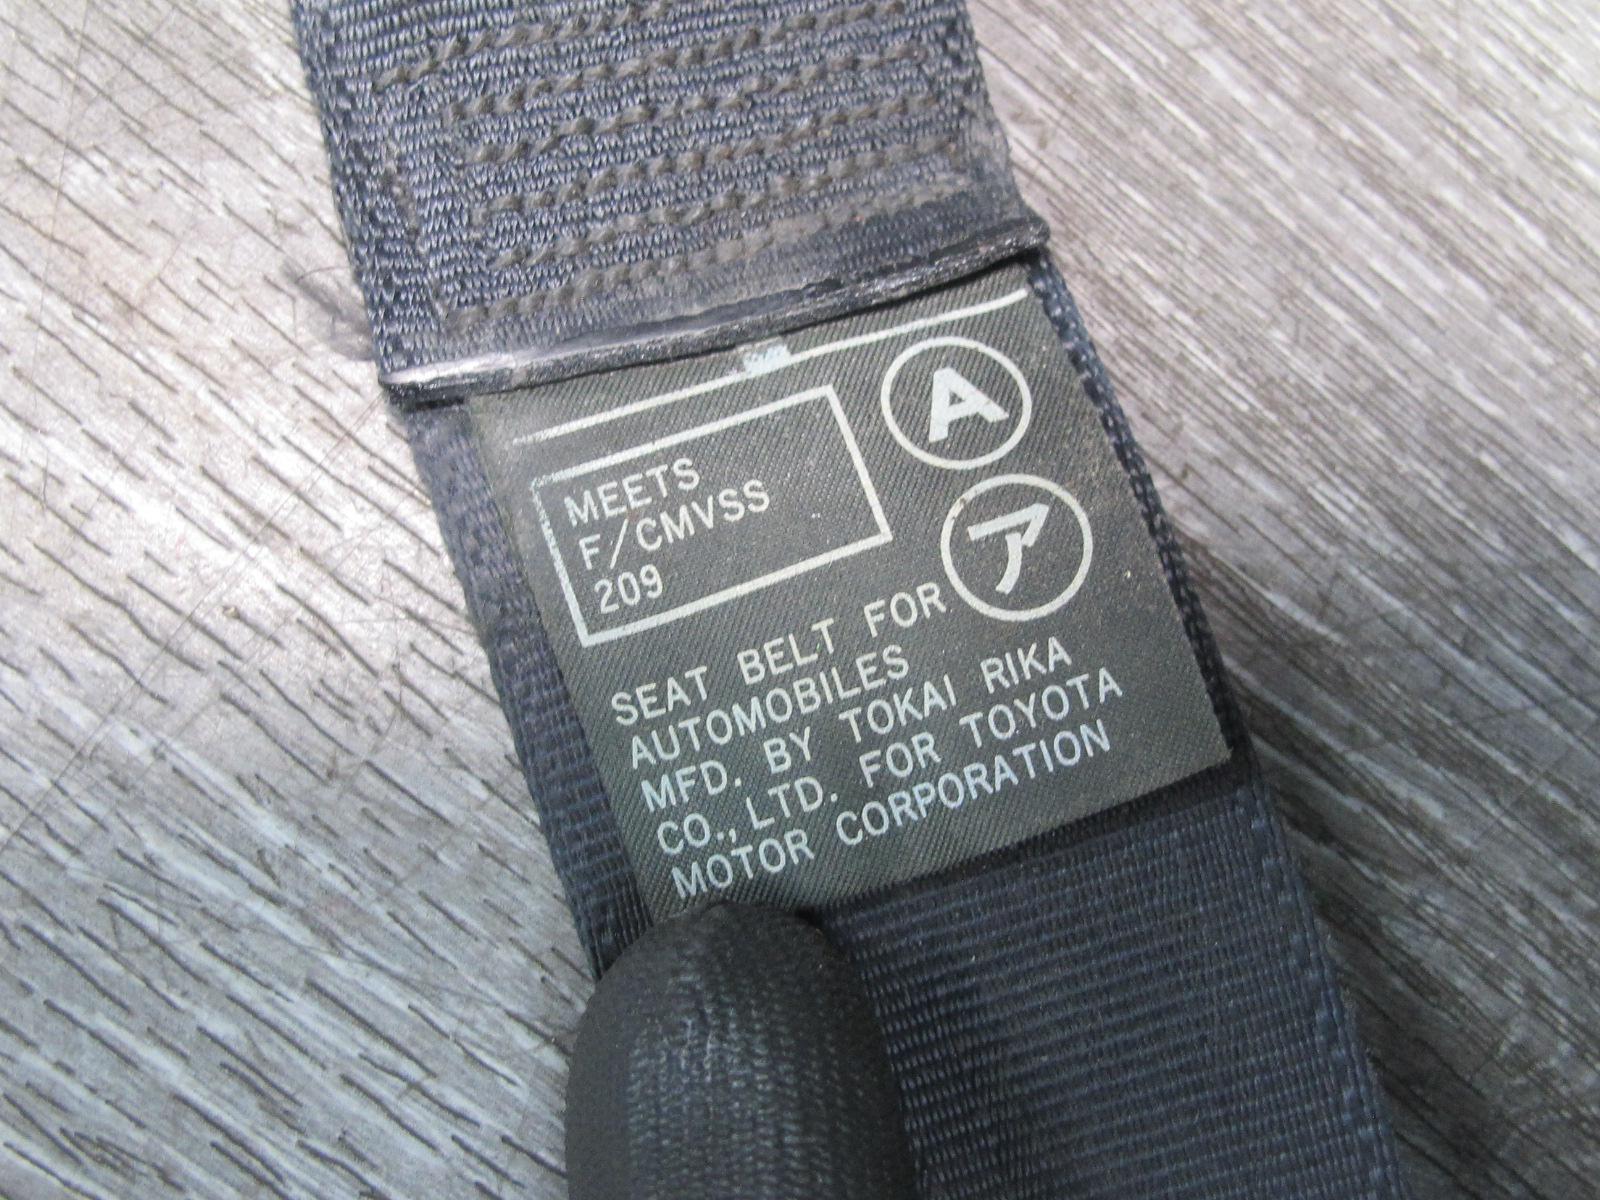 A
MEETS
F/CMVSS
209
ア
SEAT BELT FOR
AUTOMOBILES
MFD. BY TOKAI RIKA
CO., LTD. FOR TOYOTA
MOTOR CORPORATION